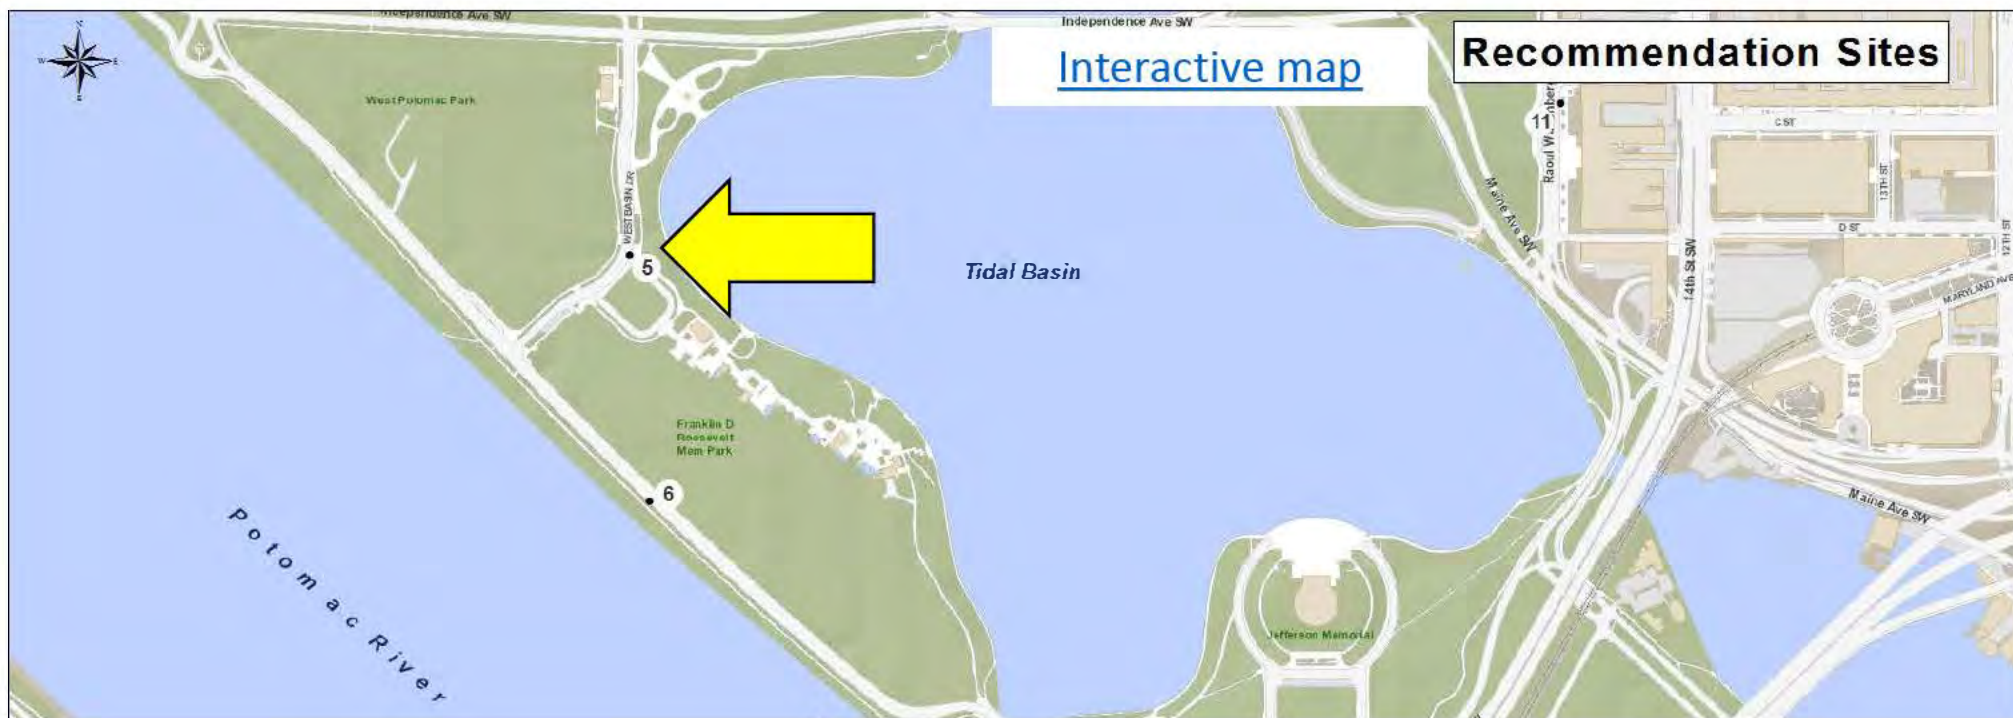 Independence Ave SW
Independence Ave SW
Interactive map
Recommendation Sites
N
W
E
S
West Potomac Park
11
C ST
13TH ST
WEST BASIN DR
Maine Ave SW
D ST
12TH ST
5
Tidal Basin
14th St SW
MARYLAND AVE
Franklin D
Roosevelt
Mem Park
6
Maine Ave SW
Potomac River
Jefferson Memorial